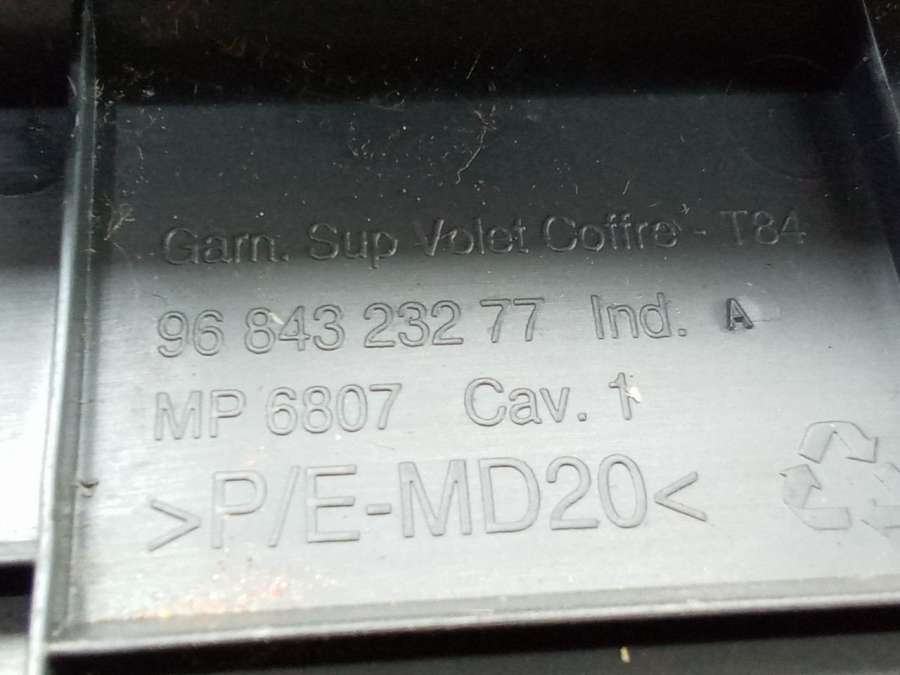 Garn. Sup Volet Coffre - T84
96 843 232 77 Ind. A
MP 6807 Cav. 1
>P/E-MD20<